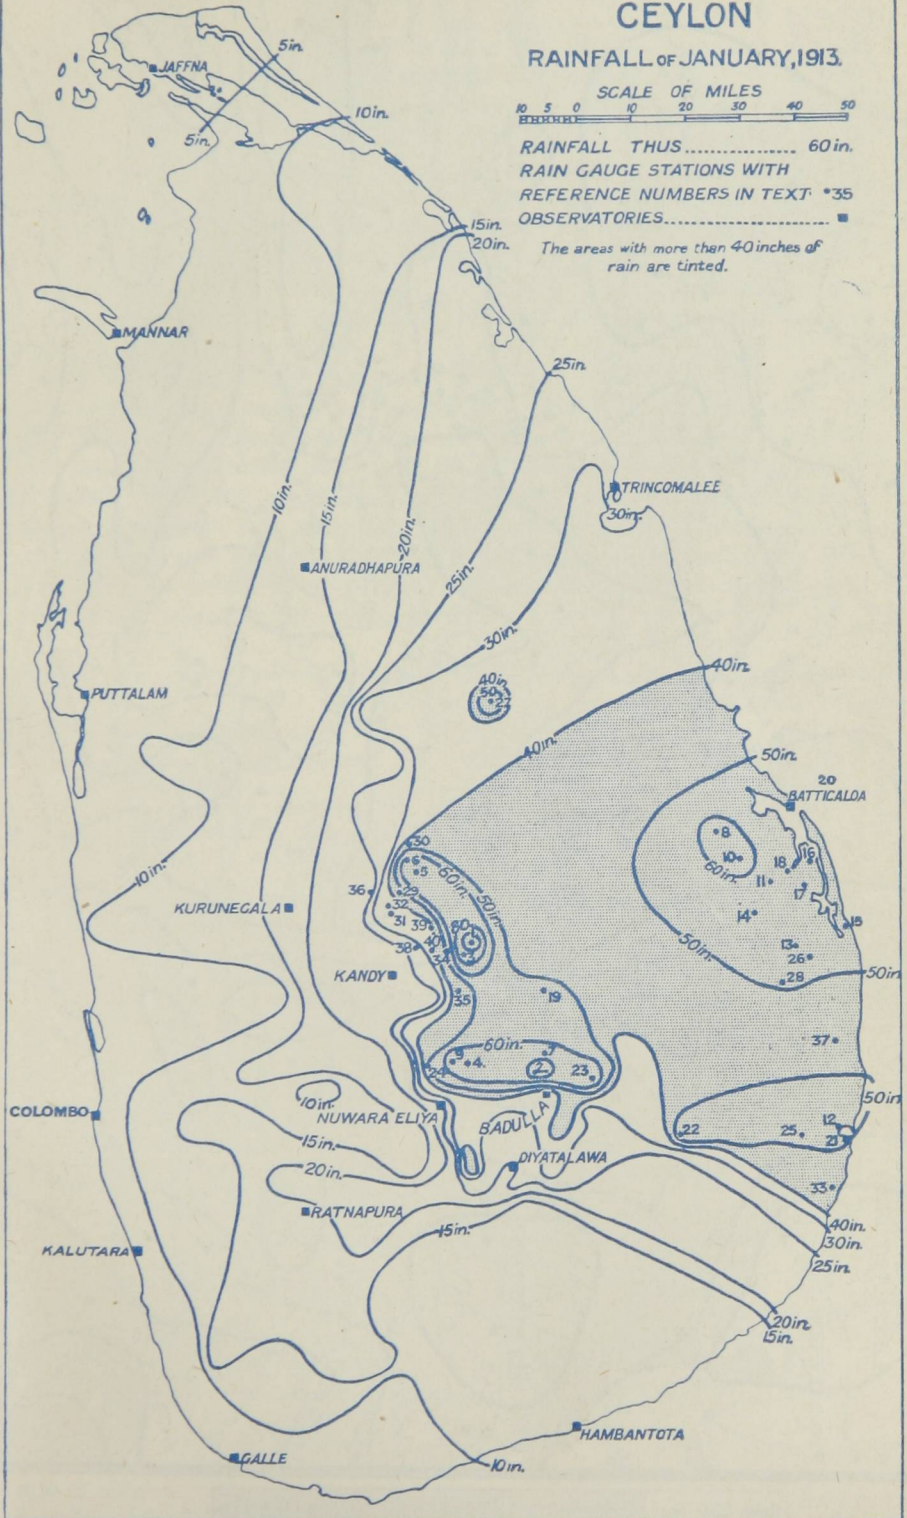 CEYLON
RAINFALL OF JANUARY, 1913.
SCALE OF MILES
10 5 0 10 20 30 40 50
RAINFALL THUS................ 60 in.
RAIN GAUGE STATIONS WITH
REFERENCE NUMBERS IN TEXT. •35
OBSERVATORIES.............................. ■
The areas with more than 40 inches of
rain are tinted.
5in.
JAFFNA
10in.
5in.
15in.
20in.
MANNAR
25in.
10in.
15in.
TRINCOMALEE
30in.
20in.
ANURADHAPURA
25in.
30in.
40in.
40in.
50
27
PUTTALAM
40in.
50in.
20
BATTICALOA
8
30
6
5
60in.
50in.
10
60in.
18
16
11
17
10in.
36
29
32
31
KURUNEGALA
14
15
39
80
1
3
40
38
34
50in.
13
26
KANDY
28
50in.
35
19
37
60in.
9
4
7
2
23
24
50in.
COLOMBO
10in.
NUWARA ELIYA
BADULLA
22
25
12
21
15in.
20in.
DIYATALAWA
33
RATNAPURA
15in.
40in.
30in.
KALUTARA
25in.
20in.
15in.
HAMBANTOTA
GALLE
10in.